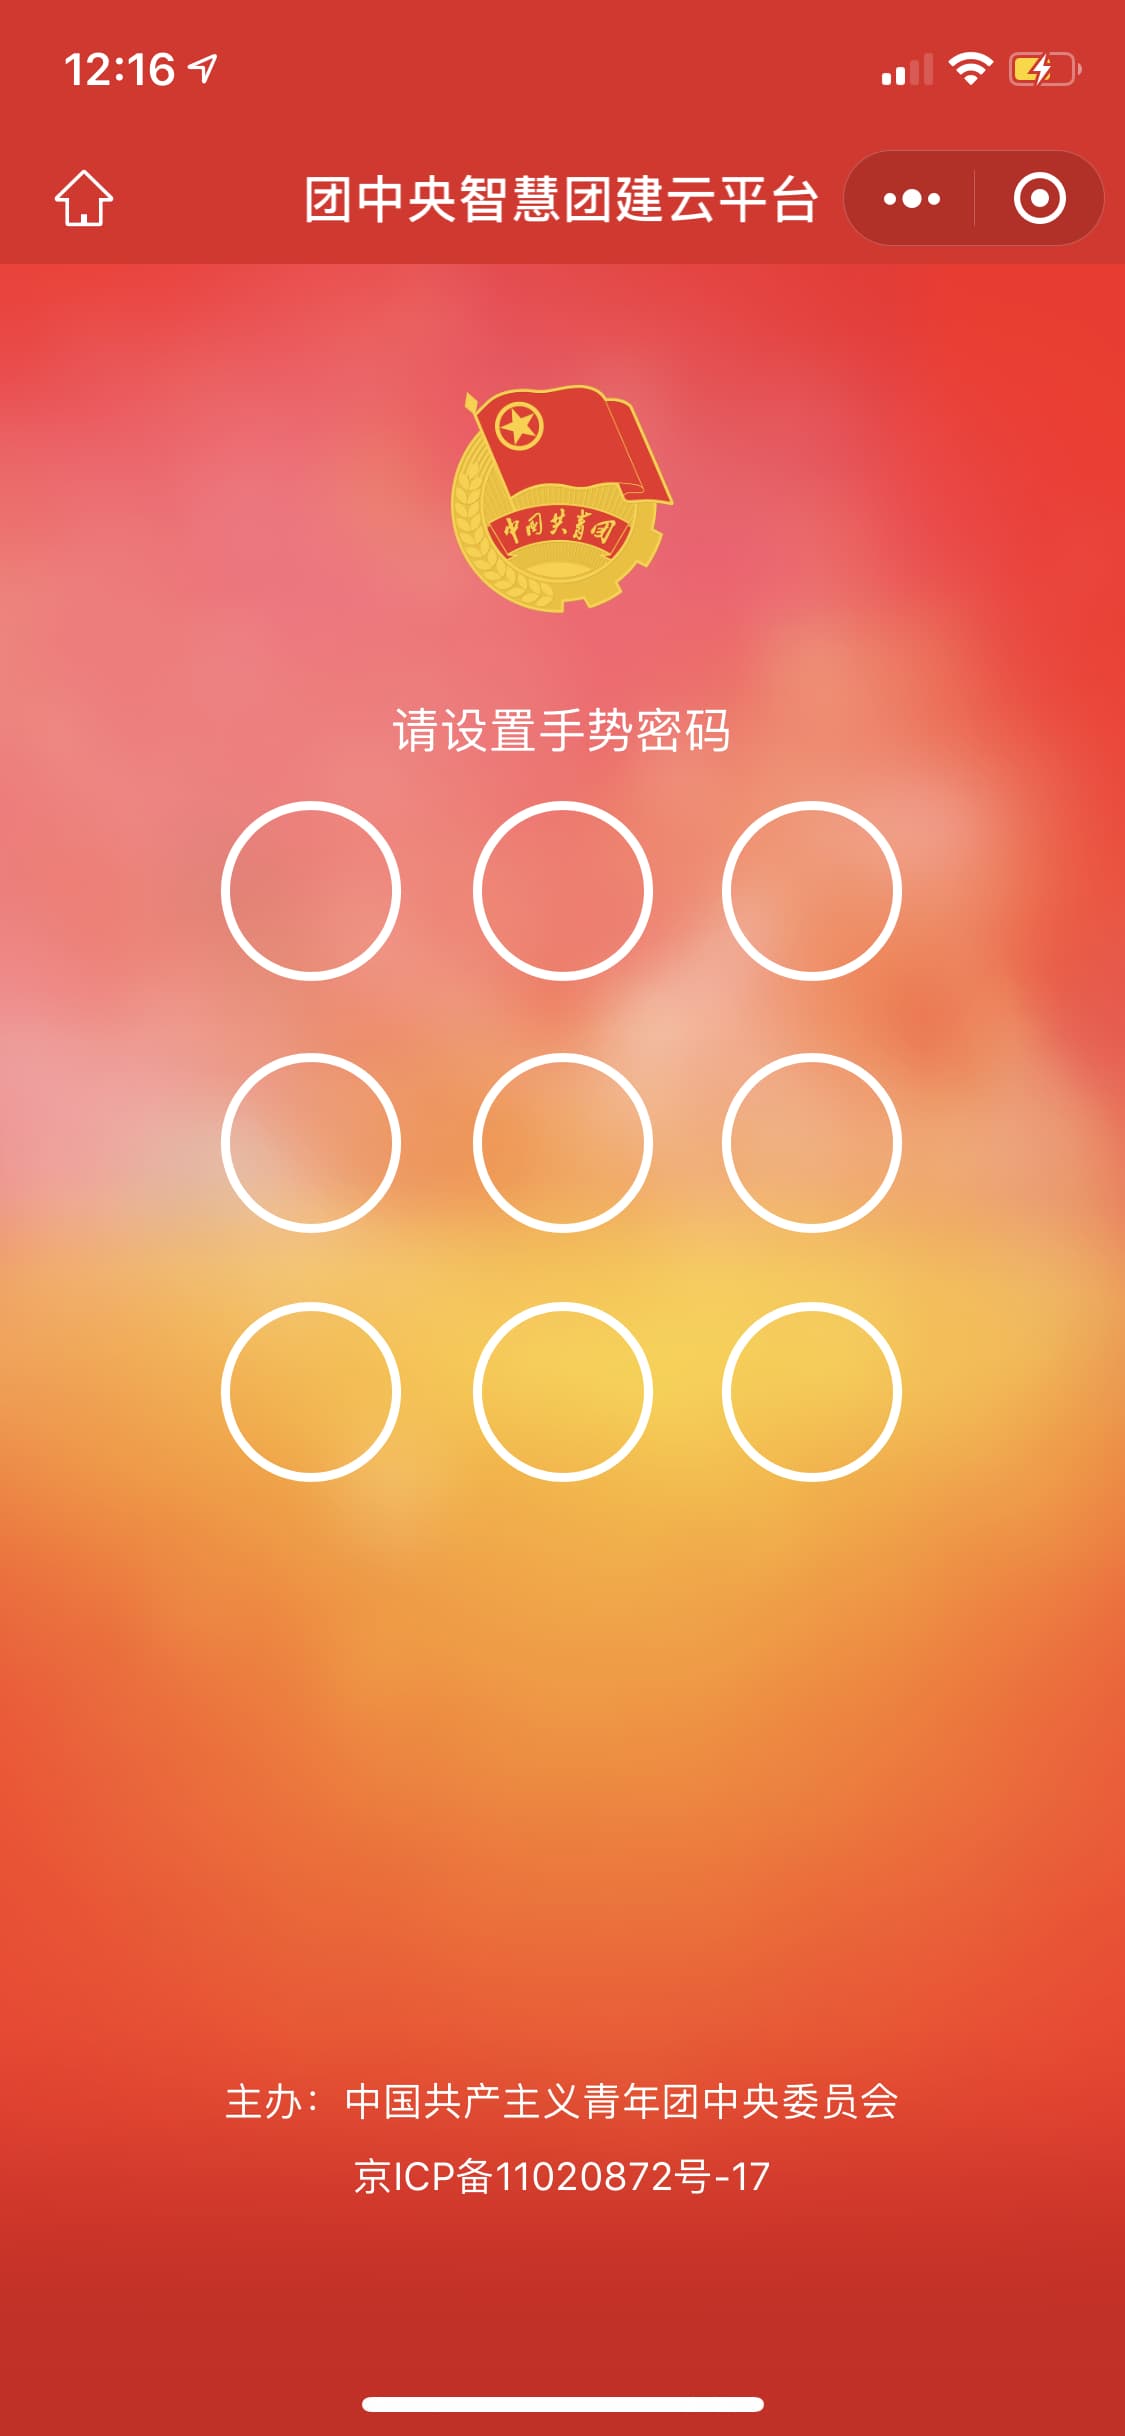 12:16
团中央智慧团建云平台
中国共青团
请设置手势密码
主办：中国共产主义青年团中央委员会
京ICP备11020872号-17